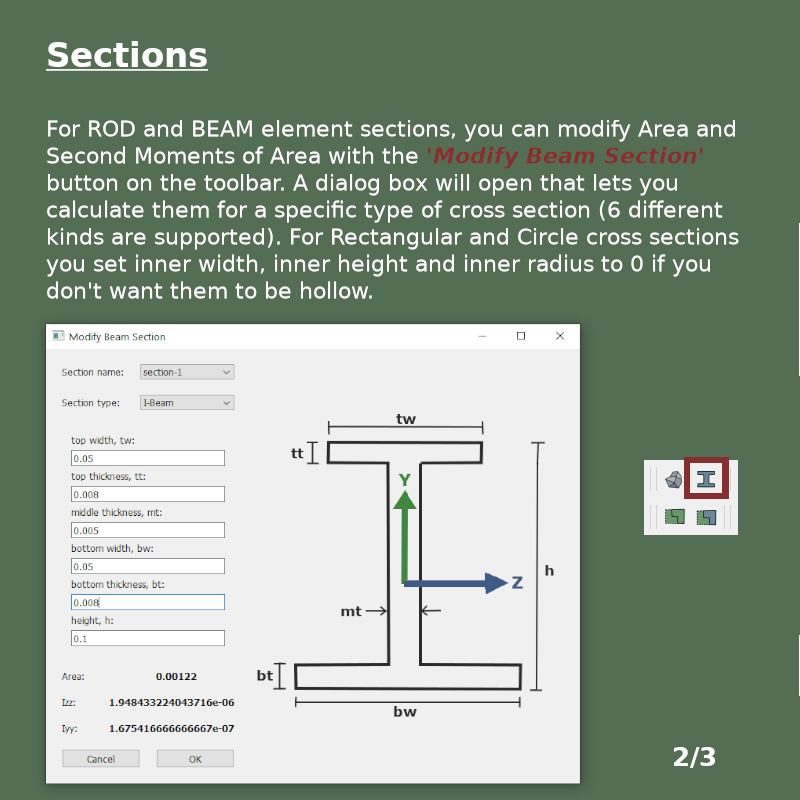 Sections
For ROD and BEAM element sections, you can modify Area and
Second Moments of Area with the 'Modify Beam Section'
button on the toolbar. A dialog box will open that lets you
calculate them for a specific type of cross section (6 different
kinds are supported). For Rectangular and Circle cross sections
you set inner width, inner height and inner radius to 0 if you
don't want them to be hollow.
Modify Beam Section
Section name: section-1
Section type: I-Beam
top width, tw:
0.05
top thickness, tt:
0.008
middle thickness, mt:
0.005
bottom width, bw:
0.05
bottom thickness, bt:
0.008
height, h:
0.1
Area: 0.00122
Izz: 1.948433224043716e-06
Iyy: 1.675416666666667e-07
Cancel OK
tw
tt
Y
Z
h
mt
bt
bw
2/3